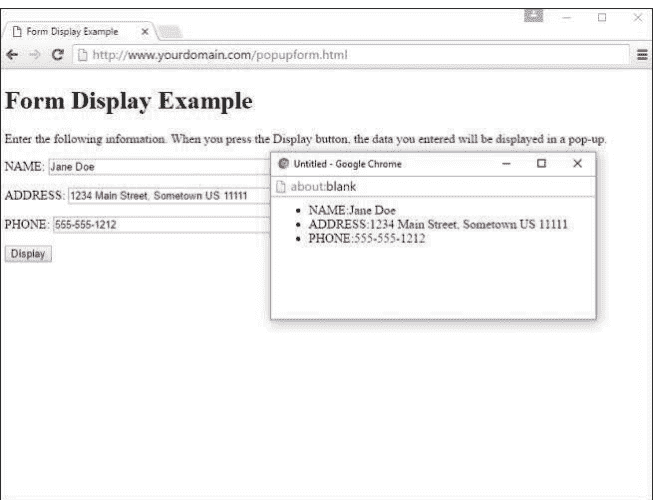 Form Display Example
http://www.yourdomain.com/popupform.html
Form Display Example
Enter the following information. When you press the Display button, the data you entered will be displayed in a pop-up.
NAME: Jane Doe
ADDRESS: 1234 Main Street, Sometown US 11111
PHONE: 555-555-1212
Display
Untitled - Google Chrome
about:blank
• NAME:Jane Doe
• ADDRESS:1234 Main Street, Sometown US 11111
• PHONE:555-555-1212